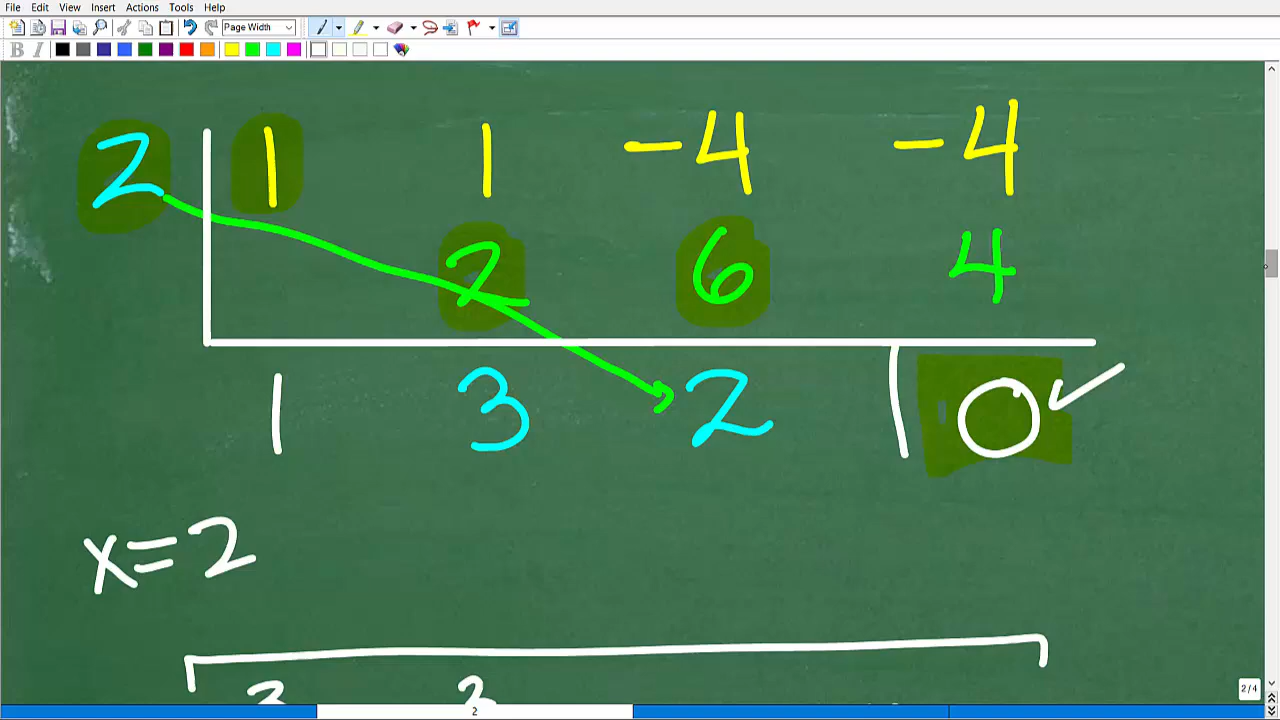 File Edit View Insert Actions Tools Help
Page Width
B I
2 1 1 -4 -4
2 6 4
1 3 2 0
x=2
2/4
2